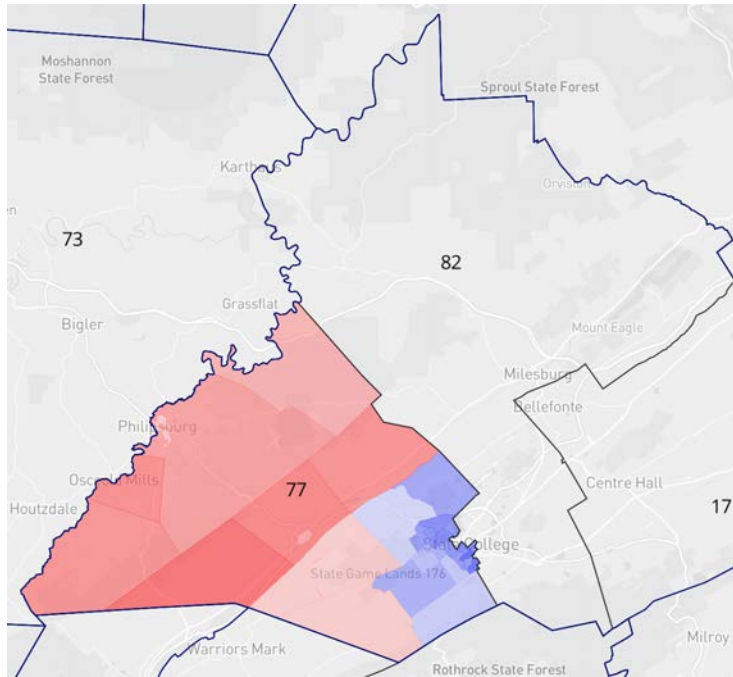 Moshannon
State Forest
Sproul State Forest
Karthaus
Orviston
73
82
Grassflat
Bigler
Mount Eagle
Milesburg
Bellefonte
Philipsburg
Osceola Mills
77
Centre Hall
Houtzdale
17
State College
State Game Lands 176
Warriors Mark
Milroy
Rothrock State Forest